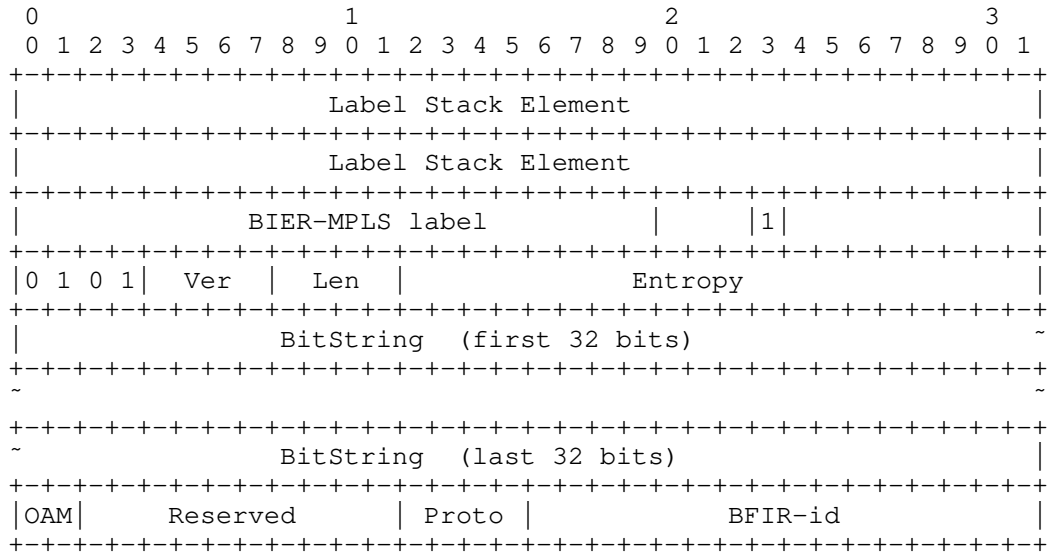 0                   1                   2                   3
 0 1 2 3 4 5 6 7 8 9 0 1 2 3 4 5 6 7 8 9 0 1 2 3 4 5 6 7 8 9 0 1
+-+-+-+-+-+-+-+-+-+-+-+-+-+-+-+-+-+-+-+-+-+-+-+-+-+-+-+-+-+-+-+-+
|                   Label Stack Element                         |
+-+-+-+-+-+-+-+-+-+-+-+-+-+-+-+-+-+-+-+-+-+-+-+-+-+-+-+-+-+-+-+-+
|                   Label Stack Element                         |
+-+-+-+-+-+-+-+-+-+-+-+-+-+-+-+-+-+-+-+-+-+-+-+-+-+-+-+-+-+-+-+-+
|              BIER-MPLS label          |     |1|               |
+-+-+-+-+-+-+-+-+-+-+-+-+-+-+-+-+-+-+-+-+-+-+-+-+-+-+-+-+-+-+-+-+
|0 1 0 1|  Ver  |  Len  |              Entropy                  |
+-+-+-+-+-+-+-+-+-+-+-+-+-+-+-+-+-+-+-+-+-+-+-+-+-+-+-+-+-+-+-+-+
|                BitString  (first 32 bits)                     ~
+-+-+-+-+-+-+-+-+-+-+-+-+-+-+-+-+-+-+-+-+-+-+-+-+-+-+-+-+-+-+-+-+
~                                                               ~
+-+-+-+-+-+-+-+-+-+-+-+-+-+-+-+-+-+-+-+-+-+-+-+-+-+-+-+-+-+-+-+-+
~                BitString  (last 32 bits)                      |
+-+-+-+-+-+-+-+-+-+-+-+-+-+-+-+-+-+-+-+-+-+-+-+-+-+-+-+-+-+-+-+-+
|OAM|     Reserved      | Proto |            BFIR-id            |
+-+-+-+-+-+-+-+-+-+-+-+-+-+-+-+-+-+-+-+-+-+-+-+-+-+-+-+-+-+-+-+-+